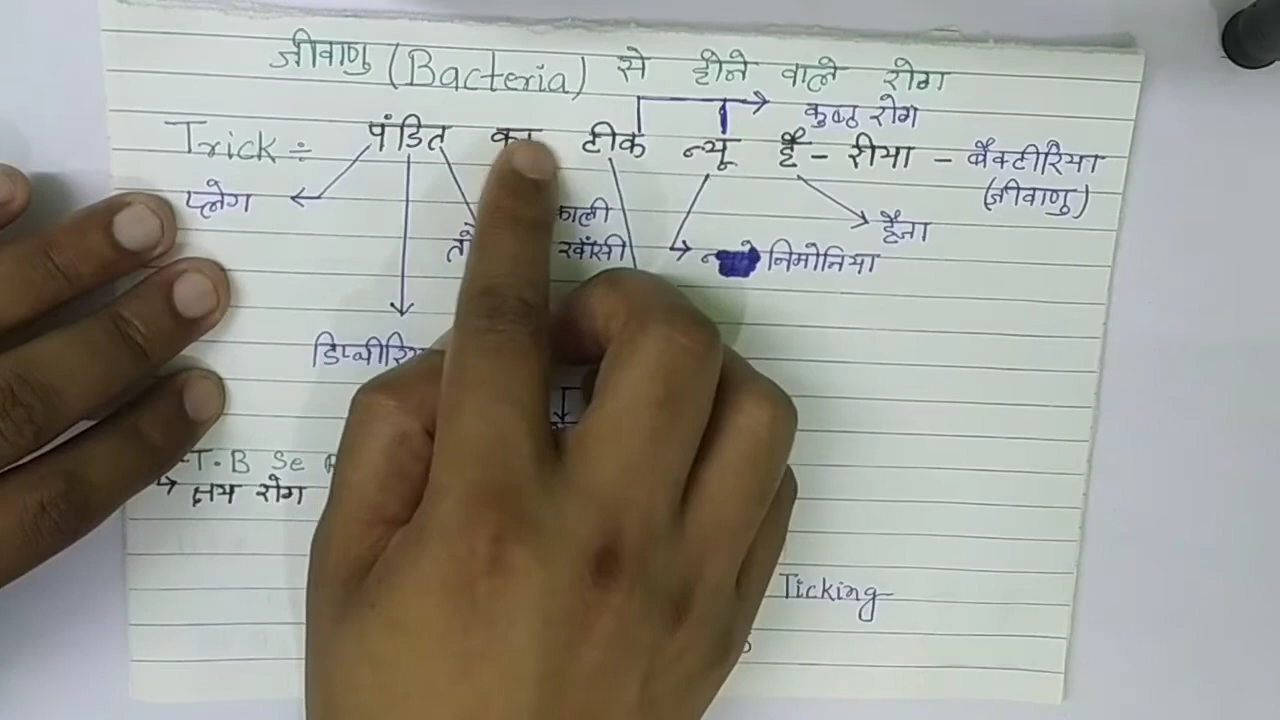 जीवाणु (Bacteria) से होने वाले रोग
कुष्ठ रोग
Trick ÷ पंडित का टीक न्यू है - रीया - बैक्टीरिया
(जीवाणु)
प्लेग
काली
खाँसी
हैजा
निमोनिया
T.B Se
क्षय रोग
Ticking